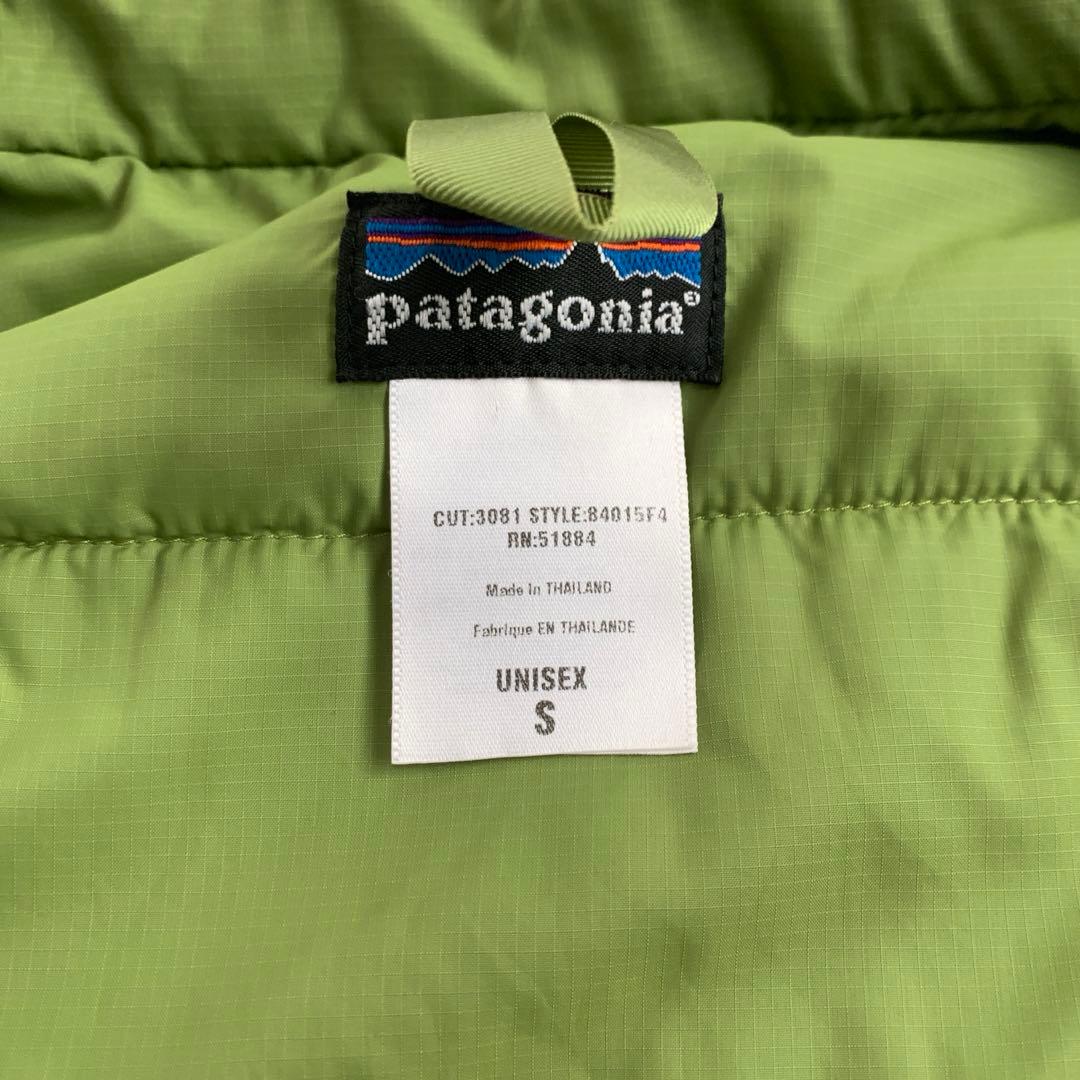 patagonia®
CUT:3081 STYLE:84015F4
RN:51884
Made in THAILAND
Fabrique EN THAILANDE
UNISEX
S